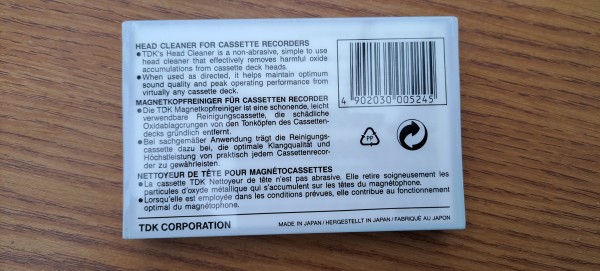 HEAD CLEANER FOR CASSETTE RECORDERS
●TDK's Head Cleaner is a non-abrasive, simple to use
head cleaner that effectively removes harmful oxide
accumulations from cassette deck heads.
●When used as directed, it helps maintain optimum
sound quality and peak operating performance from
virtually any cassette deck.
MAGNETKOPFREINIGER FÜR CASSETTEN RECORDER
●Die TDK Magnetkopfreiniger ist eine schonende, leicht
verwendbare Reinigungscassette, die schädliche
Oxidablagorungen von den Tonköpfen des Cassetten-
decks gründlich entfernt.
●Bei sachgemäßer Anwendung trägt die Reinigungs-
cassette dazu bei, die optimale Klangqualität und
Höchstleistung von praktisch jedem Cassettenrecor-
der zu gewährleisten.
NETTOYEUR DE TÊTE POUR MAGNÉTOCASSETTES
●La cassette TDK Nettoyeur de tête n'est pas abrasive. Elle retire soigneusement les
particules d'oxyde métallique qui s'accumulent sur les têtes du magnétophone.
●Lorsqu'elle est employée dans les conditions prévues, elle contribue au fonctionnement
optimal du magnétophone.
TDK CORPORATION
MADE IN JAPAN / HERGESTELLT IN JAPAN / FABRIQUÉ AU JAPON
4 902030 005245
PP